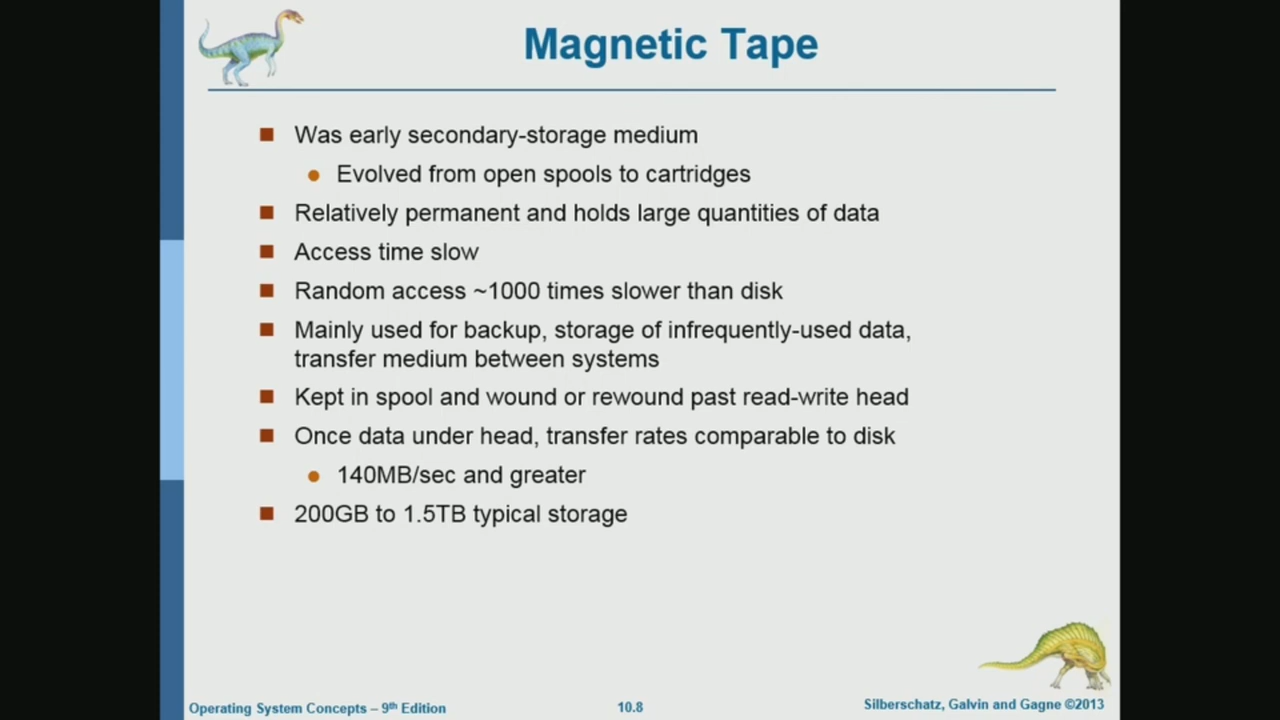 Magnetic Tape
Was early secondary-storage medium
Evolved from open spools to cartridges
Relatively permanent and holds large quantities of data
Access time slow
Random access ~1000 times slower than disk
Mainly used for backup, storage of infrequently-used data,
transfer medium between systems
Kept in spool and wound or rewound past read-write head
Once data under head, transfer rates comparable to disk
140MB/sec and greater
200GB to 1.5TB typical storage
Operating System Concepts – 9th Edition
10.8
Silberschatz, Galvin and Gagne ©2013